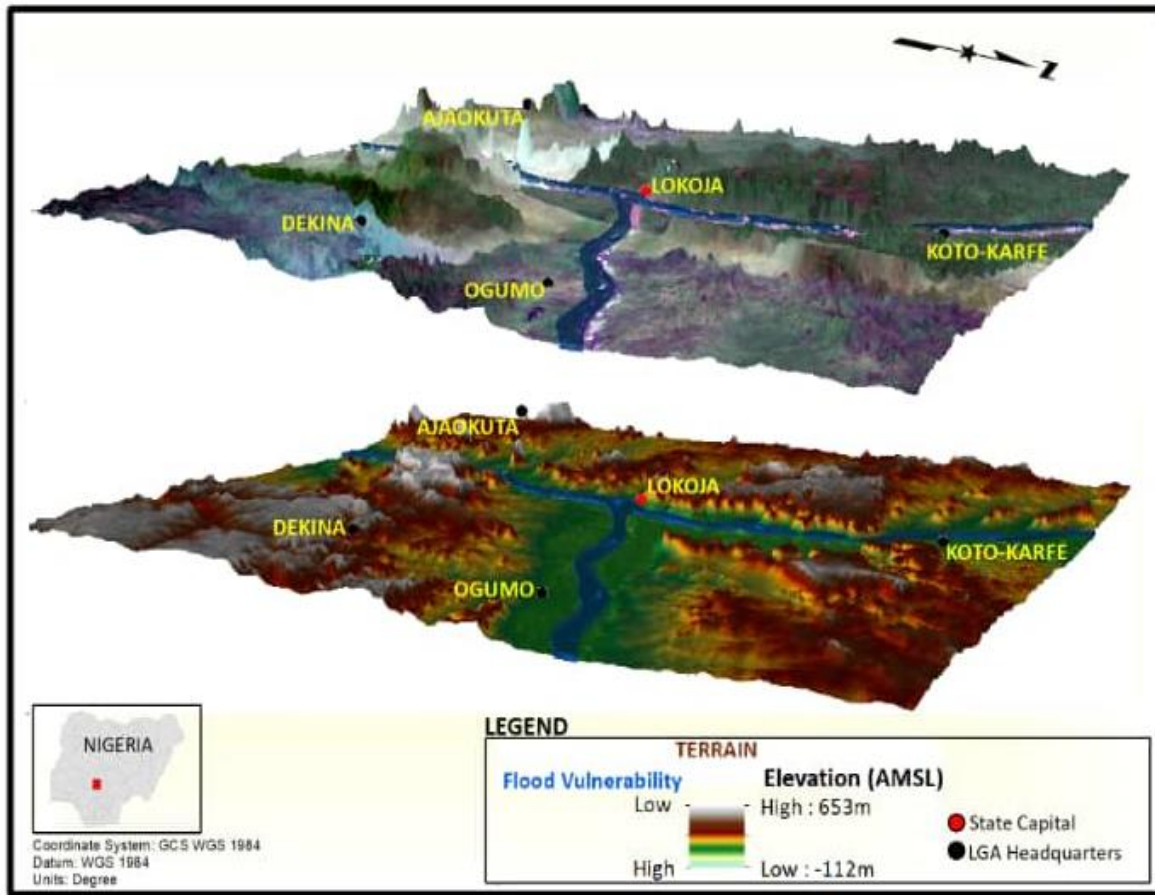 Z
AJAOKUTA
LOKOJA
DEKINA
KOTO-KARFE
OGUMO
AJAOKUTA
LOKOJA
DEKINA
KOTO-KARFE
OGUMO
NIGERIA
Coordinate System: GCS WGS 1984
Datum: WGS 1984
Units: Degree
LEGEND
TERRAIN
Flood Vulnerability
Elevation (AMSL)
Low
High : 653m
High
Low : -112m
State Capital
LGA Headquarters